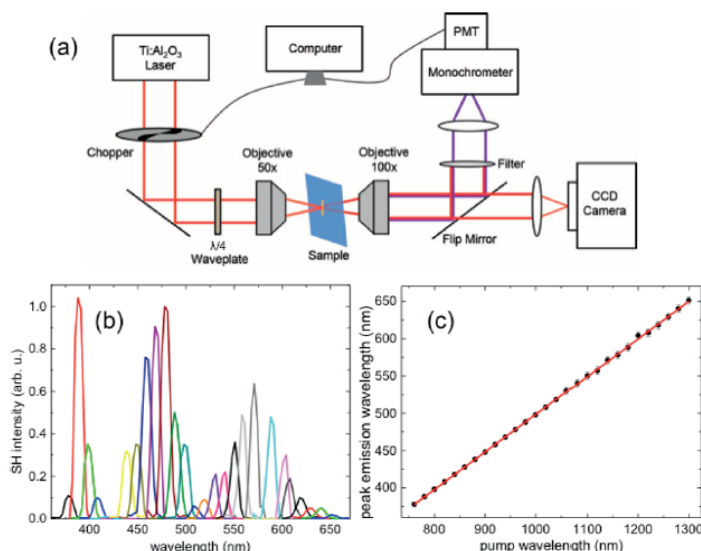 (a)
Ti:Al2O3
Laser
Computer
PMT
Monochrometer
Chopper
Objective
50x
Objective
100x
Filter
CCD
Camera
λ/4
Waveplate
Sample
Flip Mirror
(b)
SH intensity (arb. u.)
1.0
0.8
0.6
0.4
0.2
0.0
400
450
500
550
600
650
wavelength (nm)
(c)
peak emission wavelength (nm)
650
600
550
500
450
400
800
900
1000
1100
1200
1300
pump wavelength (nm)